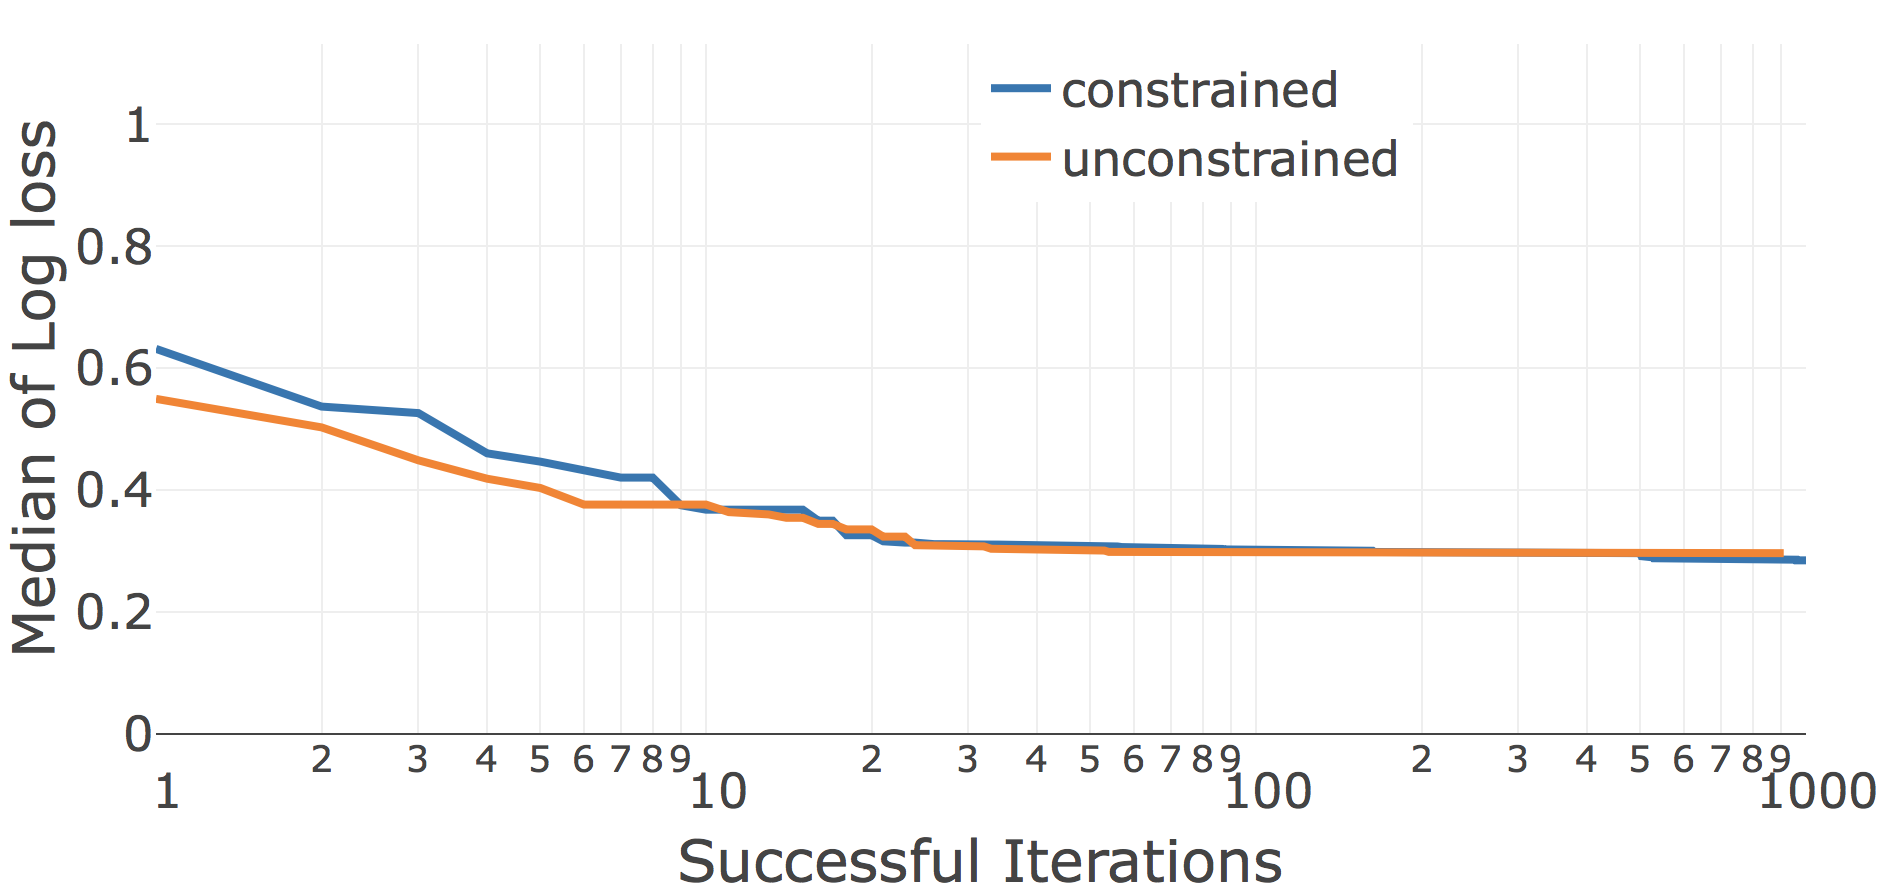 constrained
unconstrained
Median of Log loss
1
0.8
0.6
0.4
0.2
0
2 3 4 5 6 7 8 9 2 3 4 5 6 7 8 9 2 3 4 5 6 7 8 9
1 10 100 1000
Successful Iterations